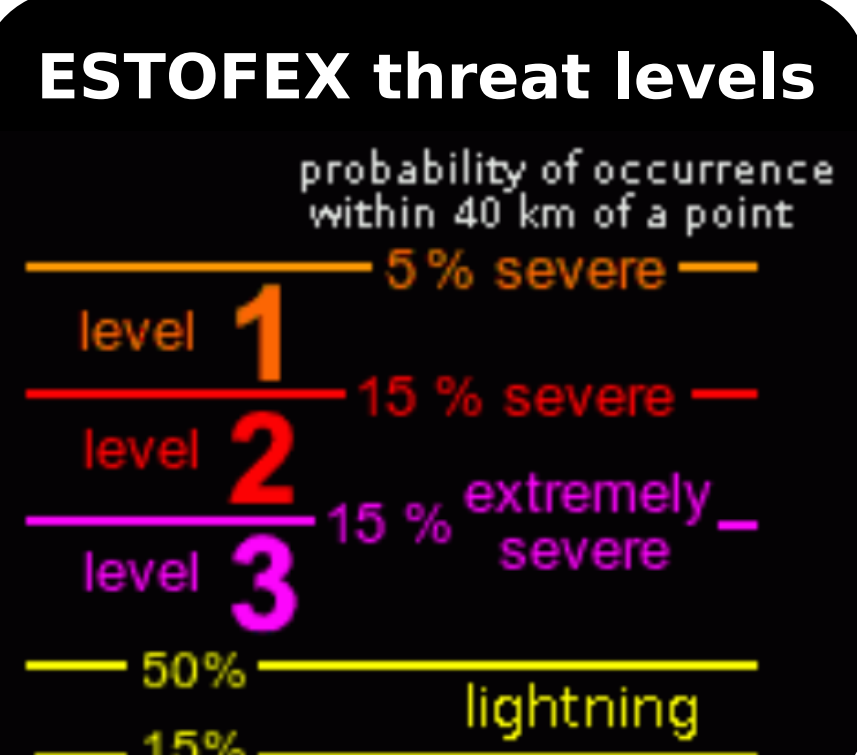 ESTOFEX threat levels
probability of occurrence
within 40 km of a point
5% severe
level 1
15 % severe
level 2
15 % extremely
severe
level 3
50%
lightning
15%